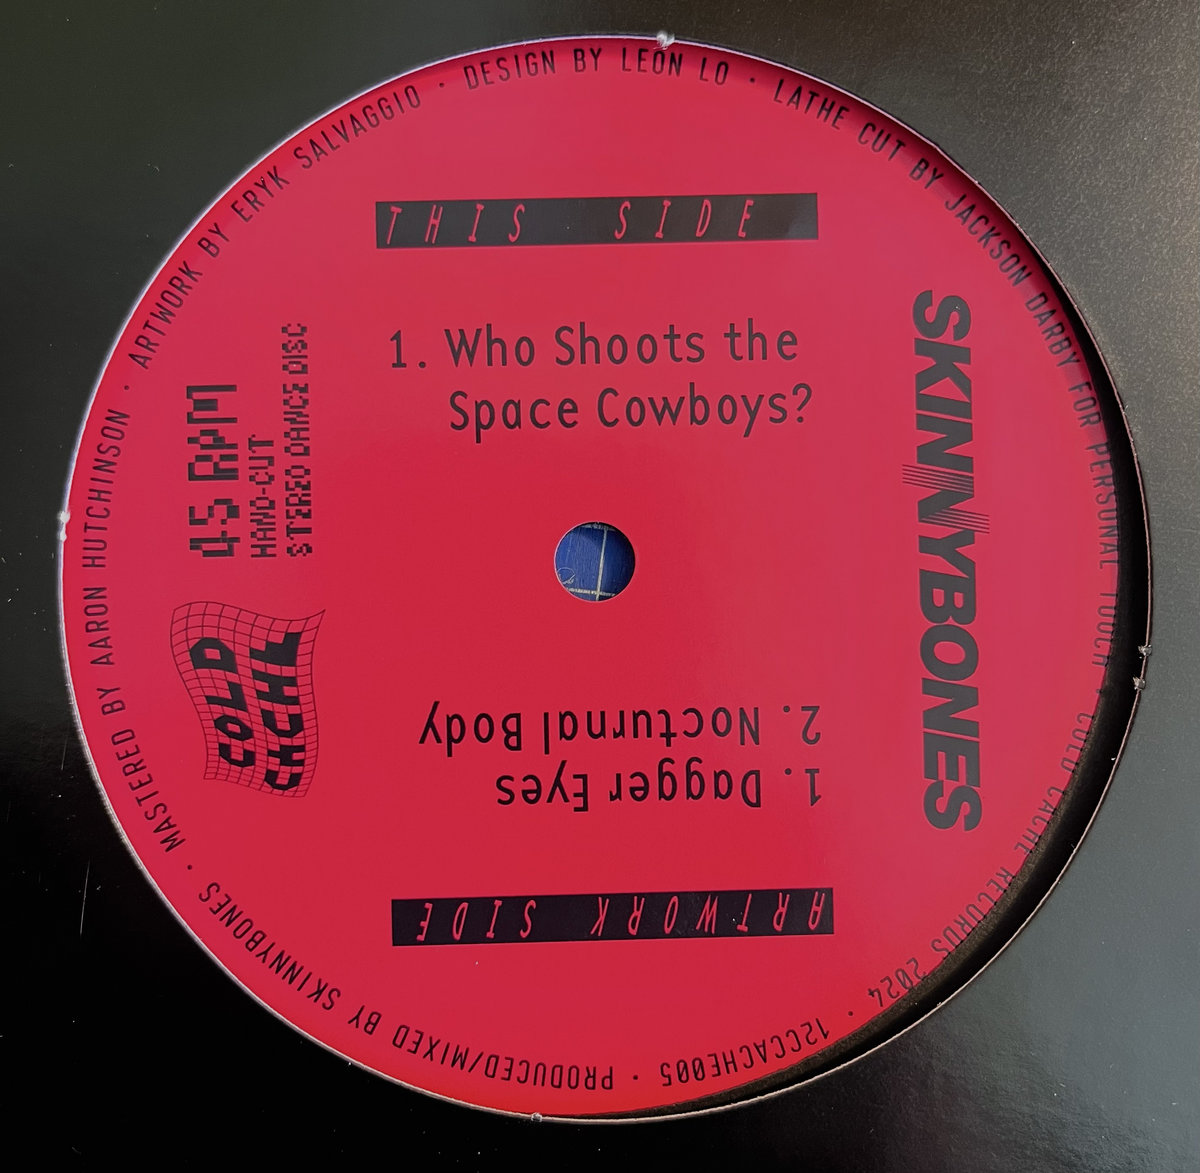 THIS SIDE
1. Who Shoots the
Space Cowboys?
ARTWORK SIDE
1. Dagger Eyes
2. Nocturnal Body
SKINNYBONES
45 RPM
HAND-CUT
STEREO DANCE DISC
COLD
CACHE
PRODUCED/MIXED BY SKINNYBONES · MASTERED BY AARON HUTCHINSON · ARTWORK BY ERYK SALVAGGIO · DESIGN BY LEON LO · LATHE CUT BY JACKSON DARBY FOR PERSONAL TOUCH · COLD CACHE RECORDS 2024 · 12CCACHE005 ·